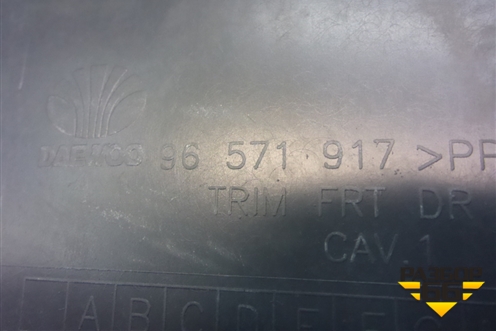 DAEWOO 96 571 917 >PP
TRIM FRT DR
CAV.1
A B C D E F G